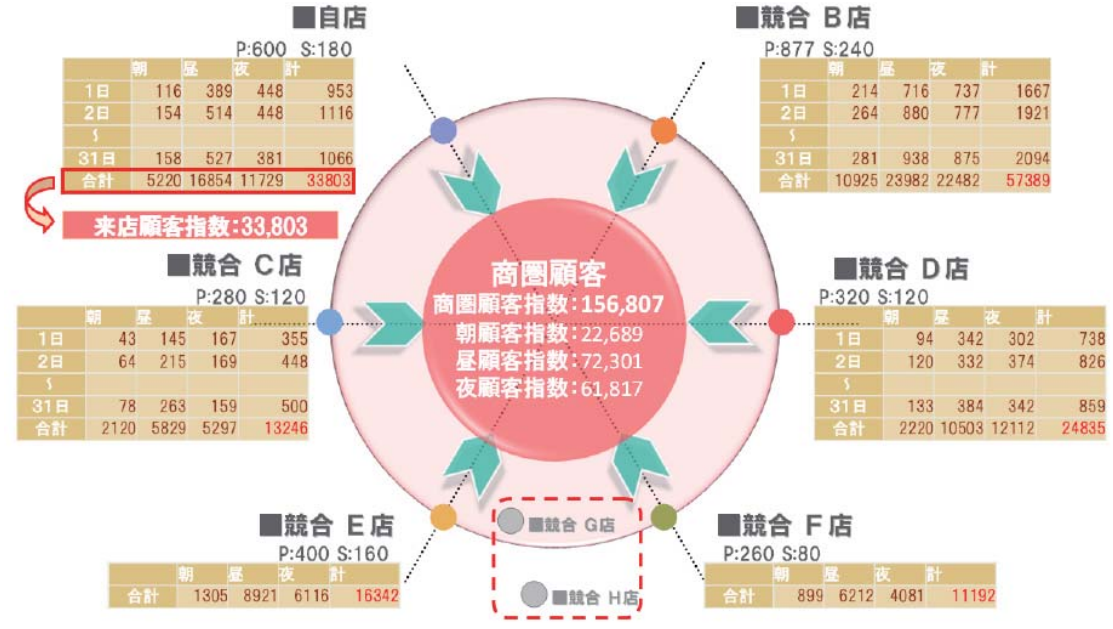 ■自店
P:600 S:180
朝 昼 夜 計
1日 116 389 448 953
2日 154 514 448 1116
〜
31日 158 527 381 1066
合計 5220 16854 11729 33803
来店顧客指数:33,803
■競合 B店
P:877 S:240
朝 昼 夜 計
1日 214 716 737 1667
2日 264 880 777 1921
〜
31日 281 938 875 2094
合計 10925 23982 22482 57389
■競合 C店
P:280 S:120
朝 昼 夜 計
1日 43 145 167 355
2日 64 215 169 448
〜
31日 78 263 159 500
合計 2120 5829 5297 13246
商圏顧客
商圏顧客指数:156,807
朝顧客指数:22,689
昼顧客指数:72,301
夜顧客指数:61,817
■競合 D店
P:320 S:120
朝 昼 夜 計
1日 94 342 302 738
2日 120 332 374 826
〜
31日 133 384 342 859
合計 2220 10503 12112 24835
■競合 E店
P:400 S:160
朝 昼 夜 計
合計 1305 8921 6116 16342
■競合 G店
■競合 H店
■競合 F店
P:260 S:80
朝 昼 夜 計
合計 899 6212 4081 11192